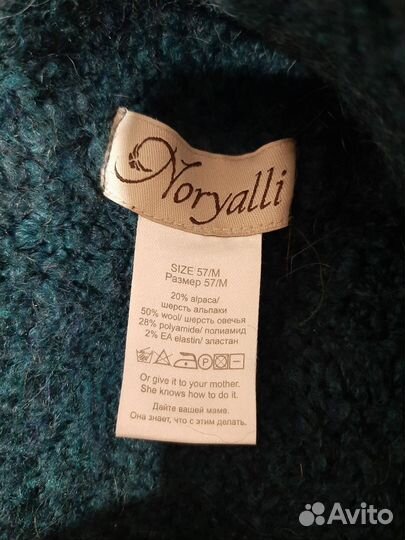 Noryalli
SIZE 57/M
Размер 57/M
20% alpaca/
шерсть альпаки
50% wool/ шерсть овечья
28% polyamide/ полиамид
2% EA elastin/ эластан
Or give it to your mother.
She knows how to do it.
Дайте вашей маме.
Она знает, что с этим делать.
Avito